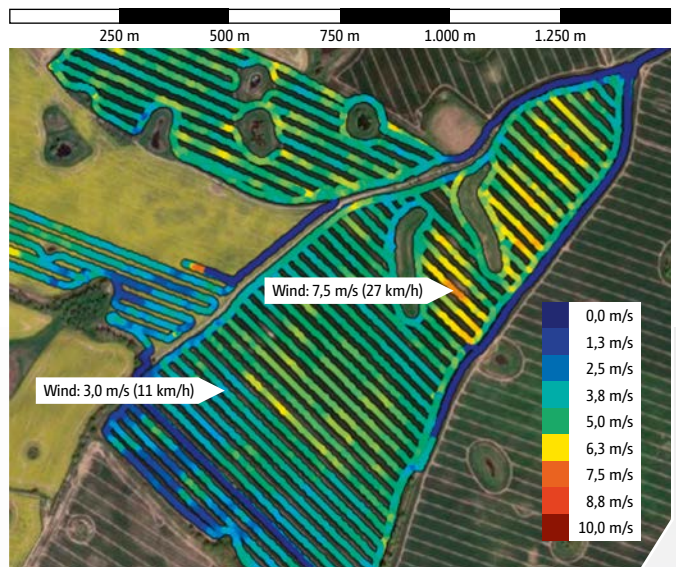 250 m 500 m 750 m 1.000 m 1.250 m
Wind: 7,5 m/s (27 km/h)
Wind: 3,0 m/s (11 km/h)
0,0 m/s
1,3 m/s
2,5 m/s
3,8 m/s
5,0 m/s
6,3 m/s
7,5 m/s
8,8 m/s
10,0 m/s